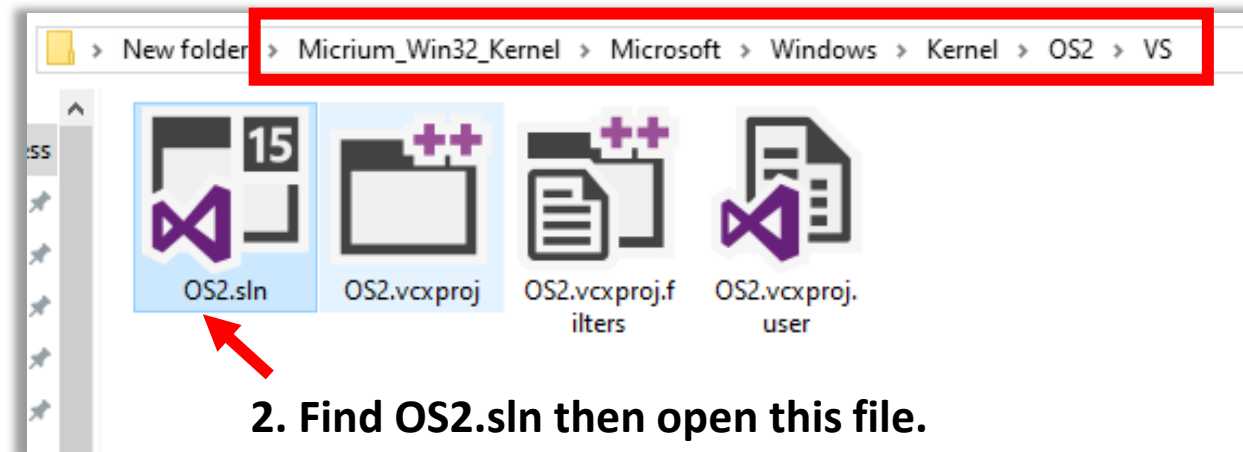 New folder > Micrium_Win32_Kernel > Microsoft > Windows > Kernel > OS2 > VS
ess
15
OS2.sln
OS2.vcxproj
OS2.vcxproj.f
ilters
OS2.vcxproj.
user
2. Find OS2.sln then open this file.